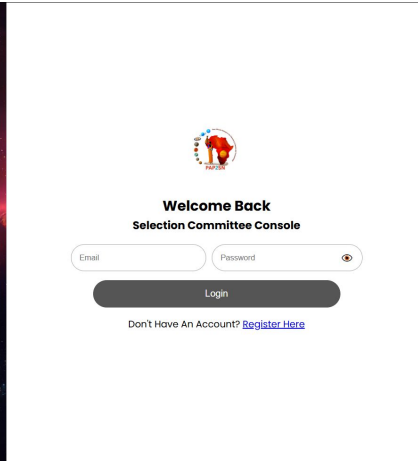 PAP2SN
Welcome Back
Selection Committee Console
Email
Password
Login
Don't Have An Account? Register Here